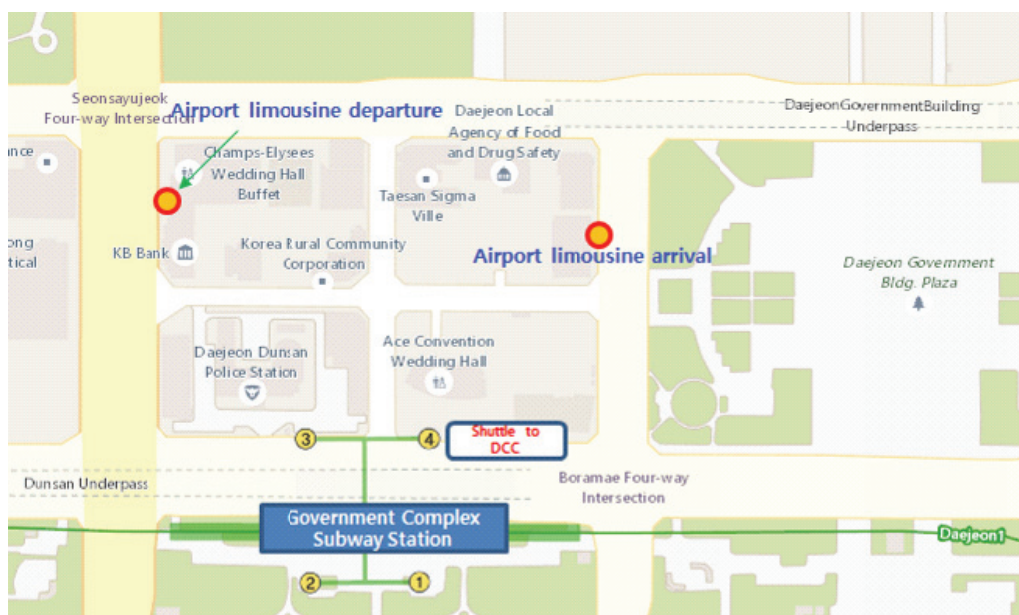 Seonsayujeok
Four-way Intersection
Airport limousine departure
Daejeon Local
Agency of Food
and Drug Safety
DaejeonGovernmentBuilding
Underpass
ance
Champs-Elysees
Wedding Hall
Buffet
Taesan Sigma
Ville
ong
tical
KB Bank
Korea Rural Community
Corporation
Airport limousine arrival
Daejeon Government
Bldg. Plaza
Daejeon Dunsan
Police Station
Ace Convention
Wedding Hall
3
4
Shuttle to
DCC
Dunsan Underpass
Boramae Four-way
Intersection
Government Complex
Subway Station
Daejeon1
2
1